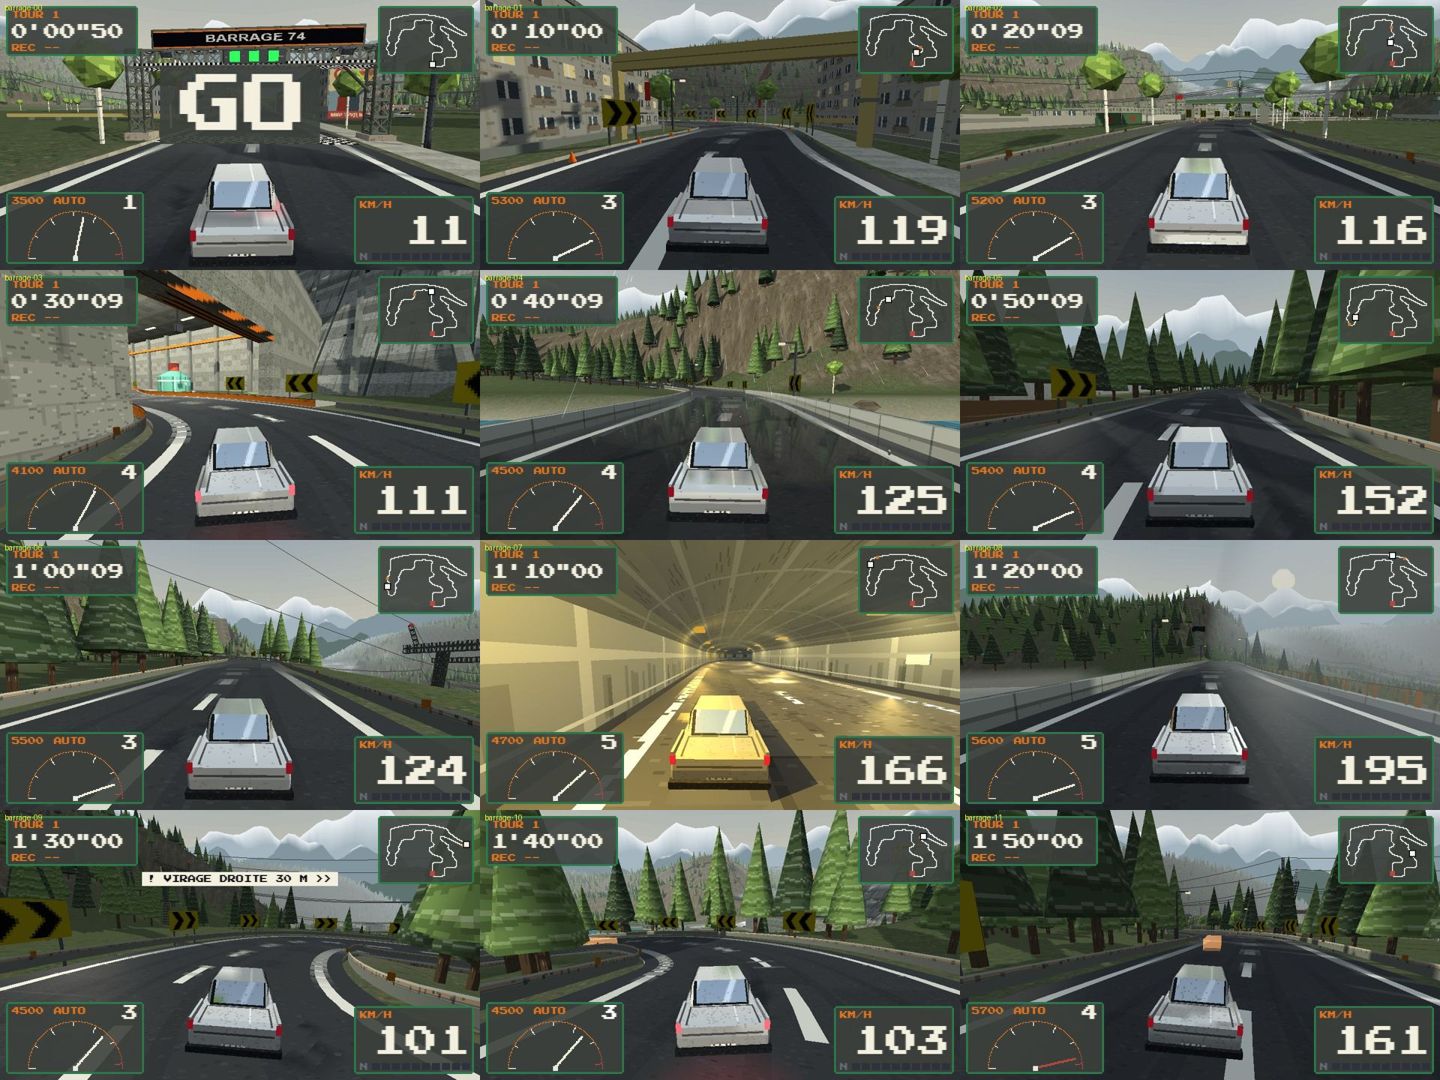 barrage-00
TOUR 1
0'00"50
REC --
BARRAGE 74
GO
3500 AUTO 1
KM/H
11
N
barrage-01
TOUR 1
0'10"00
REC --
5300 AUTO 3
KM/H
119
N
barrage-02
TOUR 1
0'20"09
REC --
5200 AUTO 3
KM/H
116
N
barrage-03
TOUR 1
0'30"09
REC --
4100 AUTO 4
KM/H
111
N
barrage-04
TOUR 1
0'40"09
REC --
4500 AUTO 4
KM/H
125
N
barrage-05
TOUR 1
0'50"09
REC --
5400 AUTO 4
KM/H
152
N
barrage-06
TOUR 1
1'00"09
REC --
5500 AUTO 3
KM/H
124
N
barrage-07
TOUR 1
1'10"00
REC --
4700 AUTO 5
KM/H
166
N
barrage-08
TOUR 1
1'20"00
REC --
5600 AUTO 5
KM/H
195
N
barrage-09
TOUR 1
1'30"00
REC --
! VIRAGE DROITE 30 M >>
4500 AUTO 3
KM/H
101
N
barrage-10
TOUR 1
1'40"00
REC --
4500 AUTO 3
KM/H
103
N
barrage-11
TOUR 1
1'50"00
REC --
5700 AUTO 4
KM/H
161
N